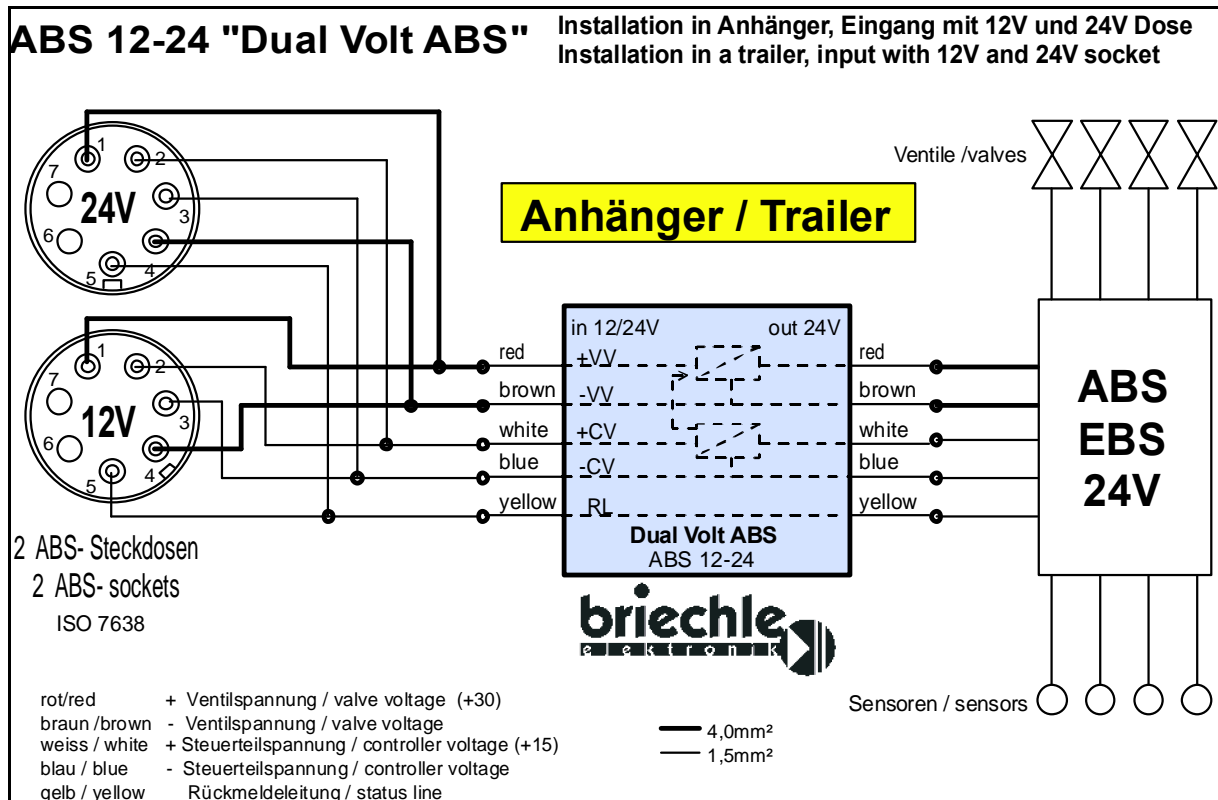 ABS 12-24 "Dual Volt ABS"
Installation in Anhänger, Eingang mit 12V und 24V Dose
Installation in a trailer, input with 12V and 24V socket
1
2
3
4
5
6
7
24V
Ventile /valves
Anhänger / Trailer
1
2
3
4
5
6
7
12V
in 12/24V
out 24V
red
+VV
red
brown
-VV
brown
white
+CV
white
blue
-CV
blue
yellow
RL
yellow
Dual Volt ABS
ABS 12-24
ABS
EBS
24V
2 ABS- Steckdosen
2 ABS- sockets
ISO 7638
briechle
elektronik
Sensoren / sensors
rot/red + Ventilspannung / valve voltage (+30)
braun /brown - Ventilspannung / valve voltage
weiss / white + Steuerteilspannung / controller voltage (+15)
blau / blue - Steuerteilspannung / controller voltage
gelb / yellow Rückmeldeleitung / status line
4,0mm²
1,5mm²